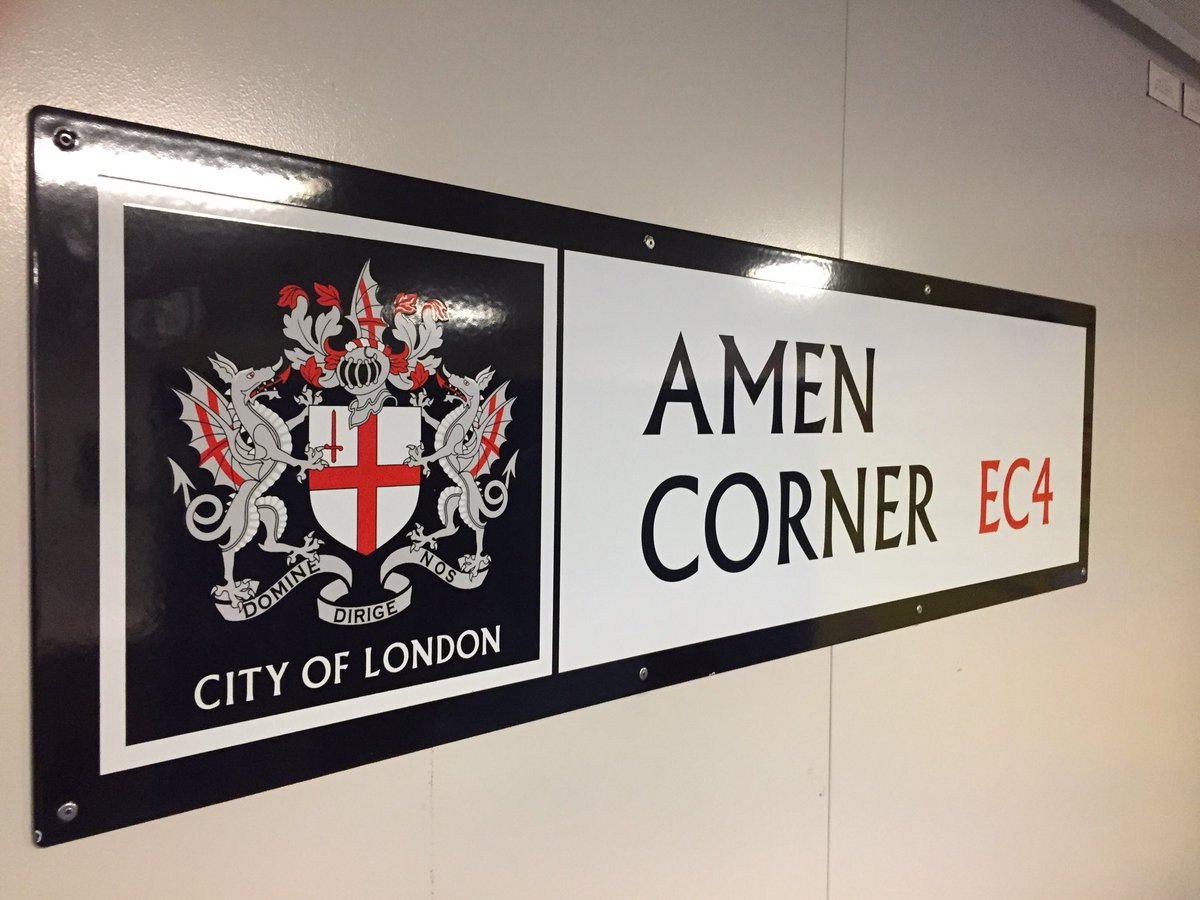 DOMINE
DIRIGE
NOS
CITY OF LONDON
AMEN
CORNER EC4